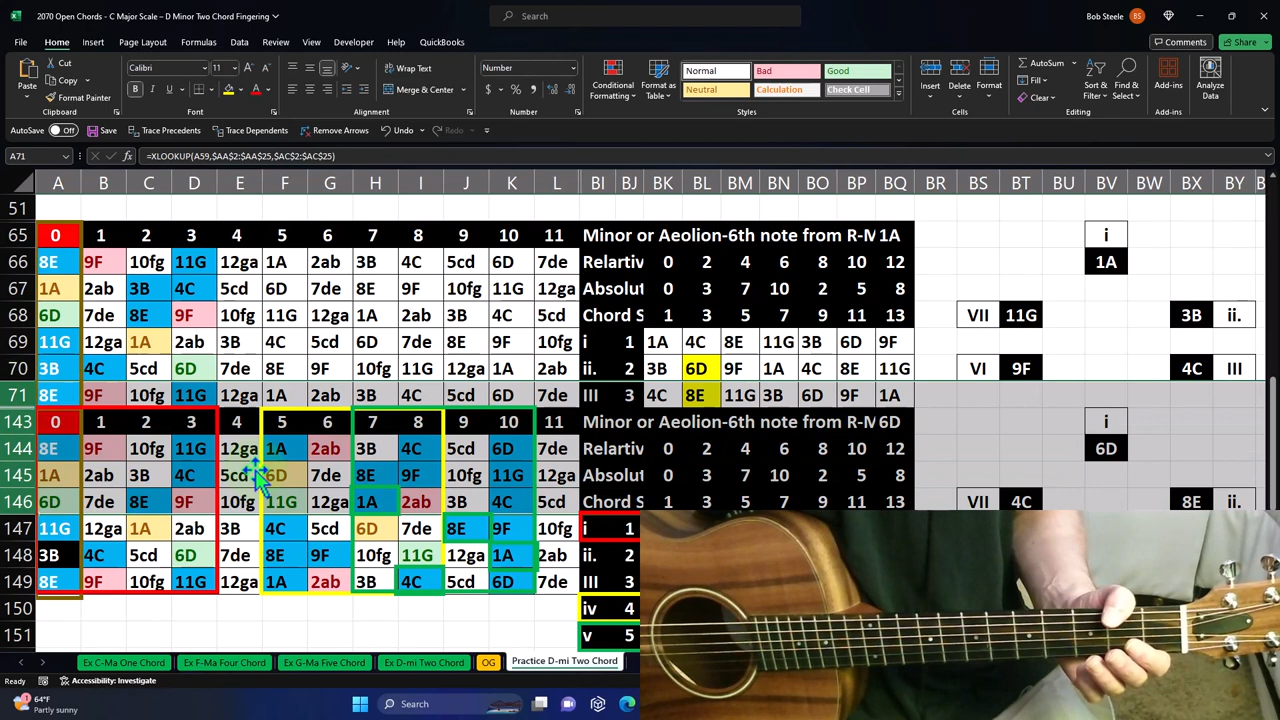 2070 Open Chords - C Major Scale – D Minor Two Chord Fingering
Search
Bob Steele BS
File Home Insert Page Layout Formulas Data Review View Developer Help QuickBooks Comments Share
Paste Cut Copy Format Painter Clipboard
Calibri 11 B I U Font
Wrap Text Merge & Center Alignment
Number $ % Number
Conditional Formatting Format as Table
Normal Bad Good
Neutral Calculation Check Cell
Styles
Insert Delete Format Cells
AutoSum Fill Clear Sort & Filter Find & Select Editing
Add-ins Add-ins
Analyze Data
AutoSave Off Save Trace Precedents Trace Dependents Remove Arrows Undo Redo
A71 fx =XLOOKUP(A59,$AA$2:$AA$25,$AC$2:$AC$25)
A B C D E F G H I J K L BI BJ BK BL BM BN BO BP BQ BR BS BT BU BV BW BX BY
51
65 0 1 2 3 4 5 6 7 8 9 10 11 Minor or Aeolion-6th note from R-M 1A i
66 8E 9F 10fg 11G 12ga 1A 2ab 3B 4C 5cd 6D 7de Relartiv 0 2 4 6 8 10 12 1A
67 1A 2ab 3B 4C 5cd 6D 7de 8E 9F 10fg 11G 12ga Absolut 0 3 7 10 2 5 8
68 6D 7de 8E 9F 10fg 11G 12ga 1A 2ab 3B 4C 5cd Chord S 1 3 5 7 9 11 13 VII 11G 3B ii.
69 11G 12ga 1A 2ab 3B 4C 5cd 6D 7de 8E 9F 10fg i 1 1A 4C 8E 11G 3B 6D 9F
70 3B 4C 5cd 6D 7de 8E 9F 10fg 11G 12ga 1A 2ab ii. 2 3B 6D 9F 1A 4C 8E 11G VI 9F 4C III
71 8E 9F 10fg 11G 12ga 1A 2ab 3B 4C 5cd 6D 7de III 3 4C 8E 11G 3B 6D 9F 1A
143 0 1 2 3 4 5 6 7 8 9 10 11 Minor or Aeolion-6th note from R-M 6D i
144 8E 9F 10fg 11G 12ga 1A 2ab 3B 4C 5cd 6D 7de Relartiv 0 2 4 6 8 10 12 6D
145 1A 2ab 3B 4C 5cd 6D 7de 8E 9F 10fg 11G 12ga Absolut 0 3 7 10 2 5 8
146 6D 7de 8E 9F 10fg 11G 12ga 1A 2ab 3B 4C 5cd Chord S 1 3 5 7 9 11 13 VII 4C 8E ii.
147 11G 12ga 1A 2ab 3B 4C 5cd 6D 7de 8E 9F 10fg i 1
148 3B 4C 5cd 6D 7de 8E 9F 10fg 11G 12ga 1A 2ab ii. 2
149 8E 9F 10fg 11G 12ga 1A 2ab 3B 4C 5cd 6D 7de III 3
150 iv 4
151 v 5
Ex C-Ma One Chord Ex F-Ma Four Chord Ex G-Ma Five Chord Ex D-mi Two Chord OG Practice D-mi Two Chord
Ready Accessibility: Investigate
64°F
Partly sunny
Search